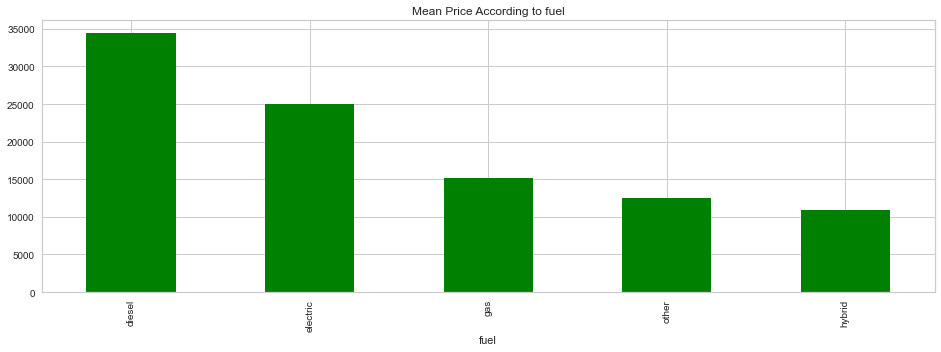 Mean Price According to fuel
35000
30000
25000
20000
15000
10000
5000
0
diesel
electric
gas
other
hybrid
fuel